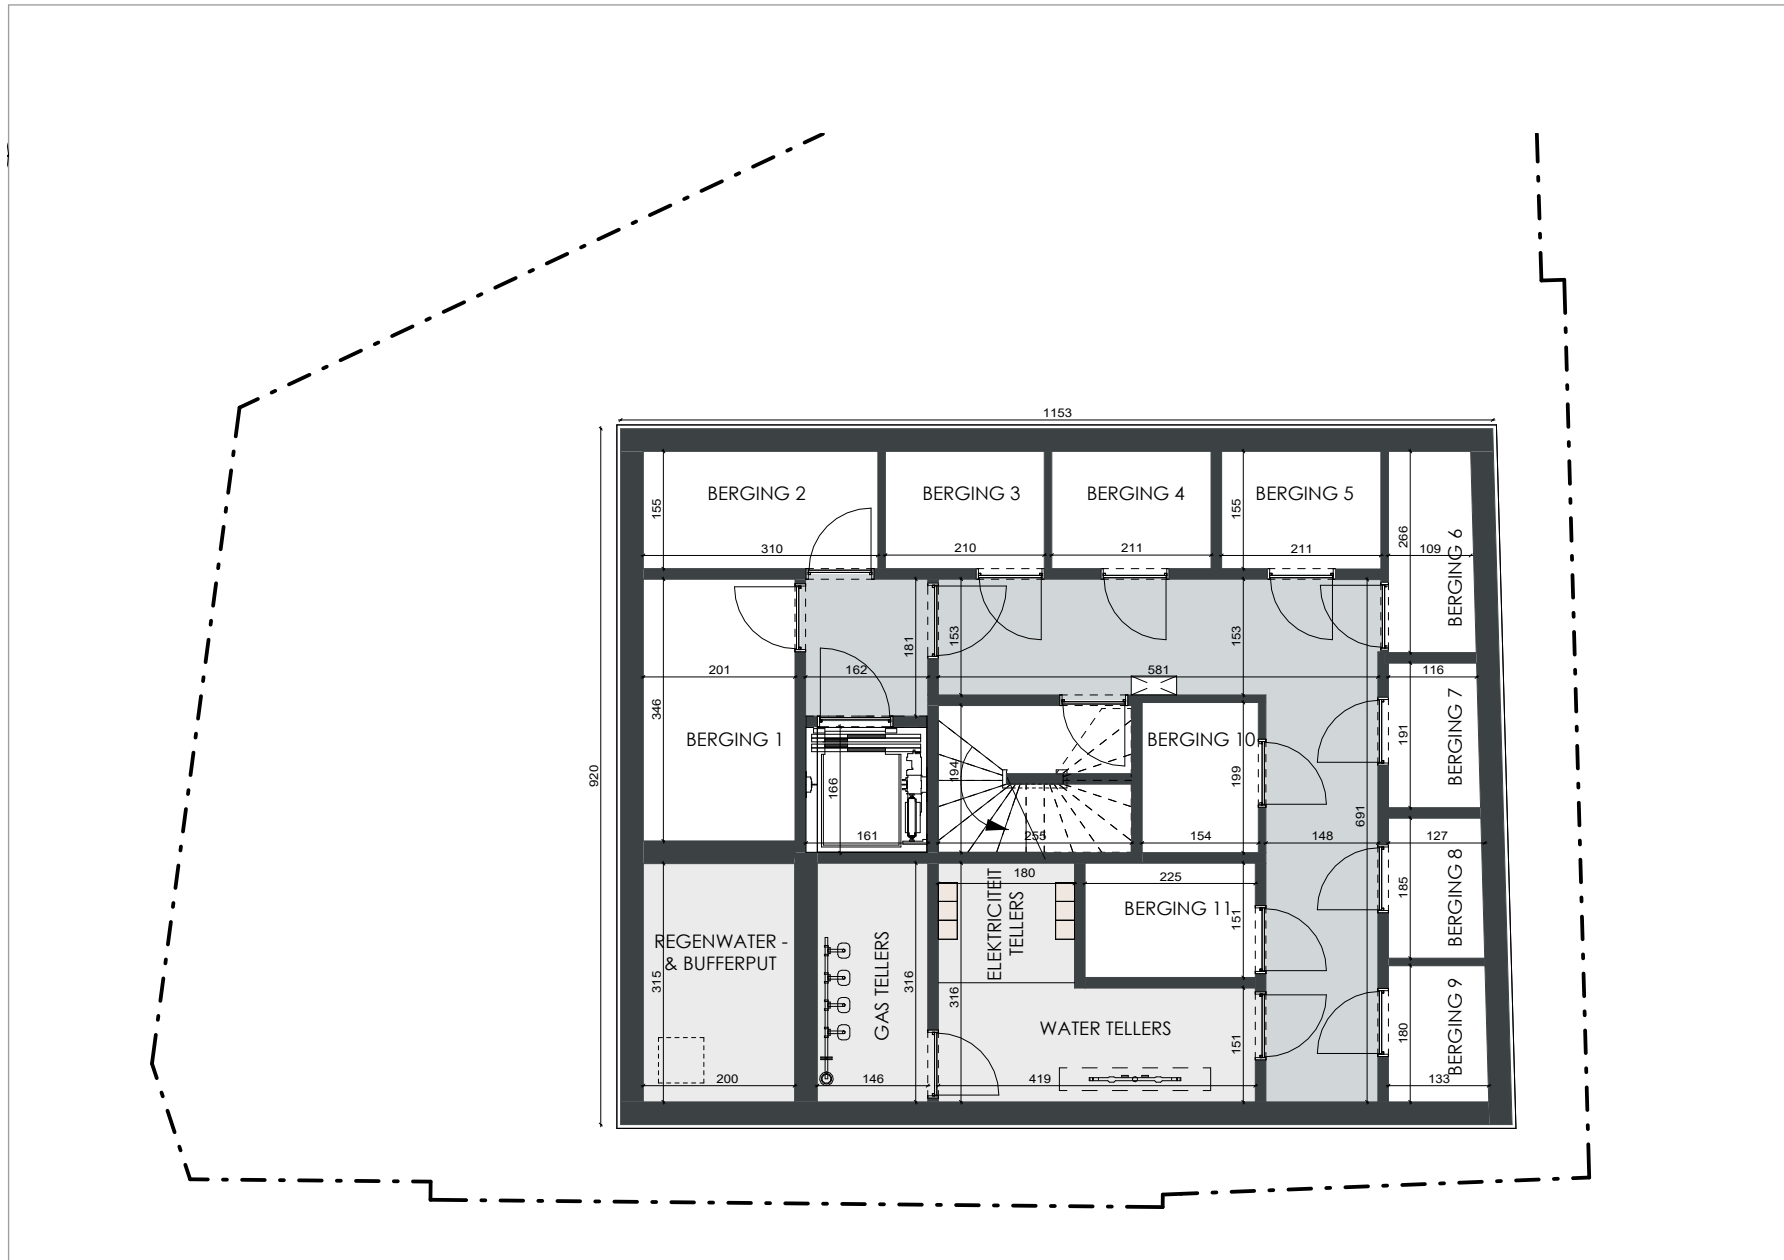 1153
920
BERGING 2
BERGING 3
BERGING 4
BERGING 5
155
155
266
BERGING 6
310
210
211
211
109
181
153
153
201
162
581
116
346
BERGING 1
BERGING 10
191
BERGING 7
166
194
199
691
161
255
154
148
127
180
ELEKTRICITEIT
TELLERS
225
BERGING 11
151
185
BERGING 8
REGENWATER -
& BUFFERPUT
315
GAS TELLERS
316
316
WATER TELLERS
151
180
BERGING 9
200
146
419
133